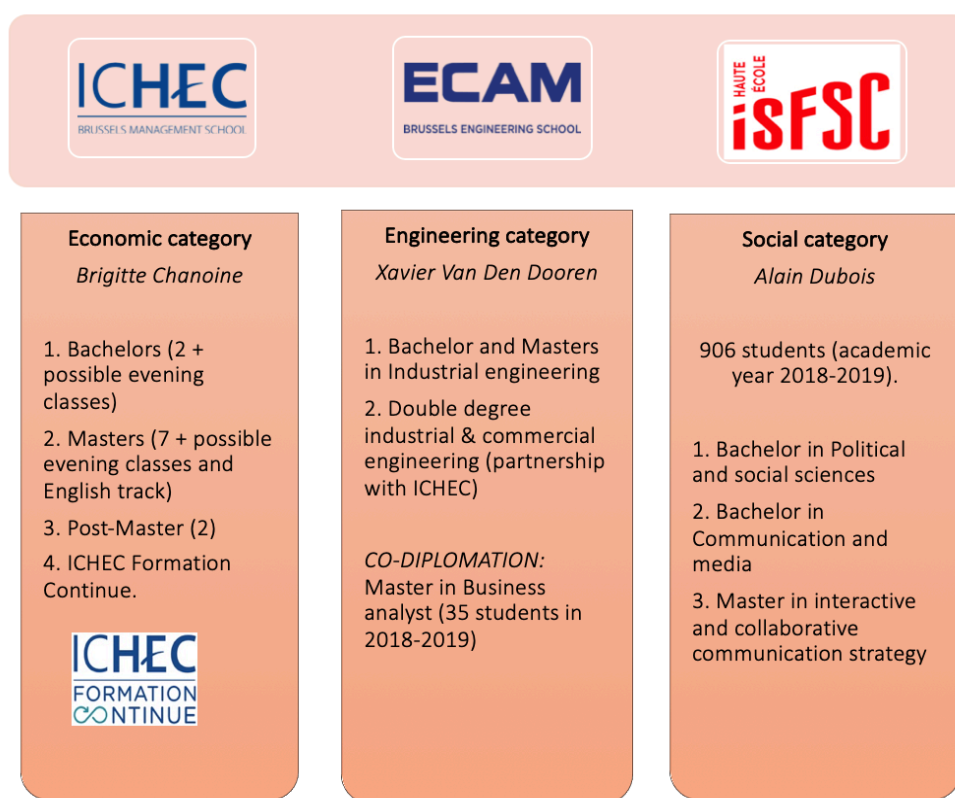 ICHEC
BRUSSELS MANAGEMENT SCHOOL
ECAM
BRUSSELS ENGINEERING SCHOOL
HAUTE
ÉCOLE
isFSC
Economic category
Brigitte Chanoine
1. Bachelors (2 +
possible evening
classes)
2. Masters (7 + possible
evening classes and
English track)
3. Post-Master (2)
4. ICHEC Formation
Continue.
ICHEC
FORMATION
CONTINUE
Engineering category
Xavier Van Den Dooren
1. Bachelor and Masters
in Industrial engineering
2. Double degree
industrial & commercial
engineering (partnership
with ICHEC)
CO-DIPLOMATION:
Master in Business
analyst (35 students in
2018-2019)
Social category
Alain Dubois
906 students (academic
year 2018-2019).
1. Bachelor in Political
and social sciences
2. Bachelor in
Communication and
media
3. Master in interactive
and collaborative
communication strategy